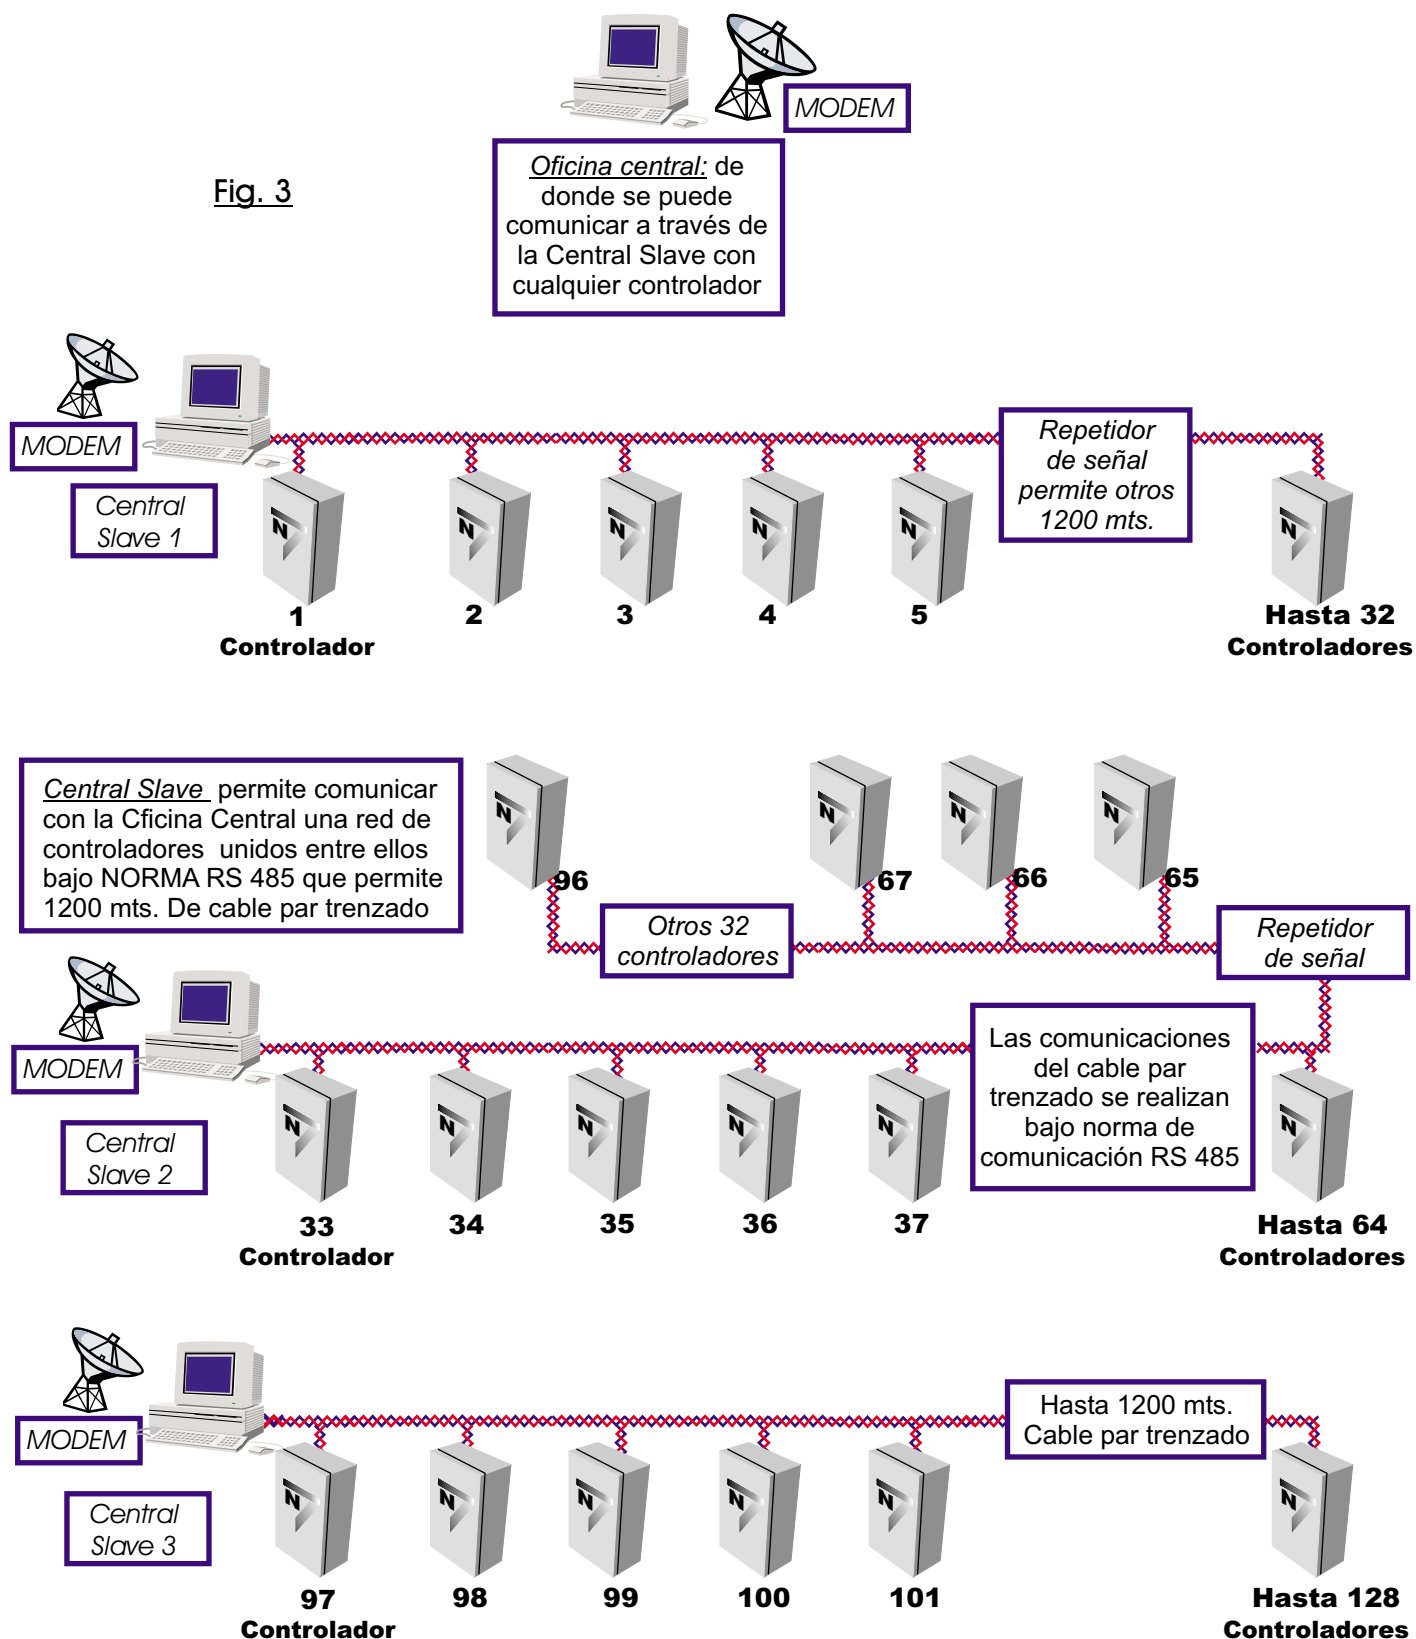 MODEM
Oficina central: de
donde se puede
comunicar a través de
la Central Slave con
cualquier controlador
Fig. 3
MODEM
Central
Slave 1
Repetidor
de señal
permite otros
1200 mts.
N
N
N
N
N
N
1
2
3
4
5
Hasta 32
Controlador
Controladores
Central Slave permite comunicar
con la Cficina Central una red de
controladores unidos entre ellos
bajo NORMA RS 485 que permite
1200 mts. De cable par trenzado
N
N
N
N
96
67
66
65
Otros 32
controladores
Repetidor
de señal
MODEM
Central
Slave 2
Las comunicaciones
del cable par
trenzado se realizan
bajo norma de
comunicación RS 485
N
N
N
N
N
N
33
34
35
36
37
Hasta 64
Controlador
Controladores
MODEM
Central
Slave 3
Hasta 1200 mts.
Cable par trenzado
N
N
N
N
N
N
97
98
99
100
101
Hasta 128
Controlador
Controladores